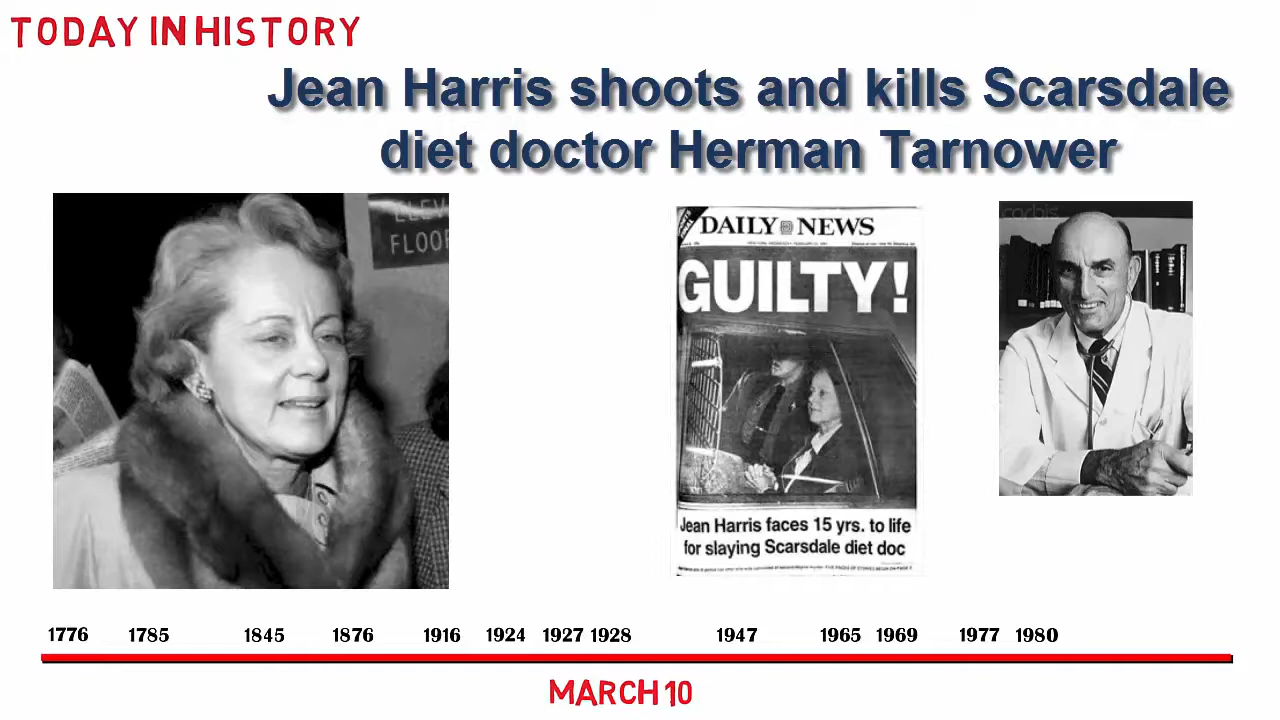 TODAY IN HISTORY
Jean Harris shoots and kills Scarsdale
diet doctor Herman Tarnower
FLOOR
DAILY NEWS
GUILTY!
Jean Harris faces 15 yrs. to life
for slaying Scarsdale diet doc
corbis
1776 1785 1845 1876 1916 1924 1927 1928 1947 1965 1969 1977 1980
MARCH 10